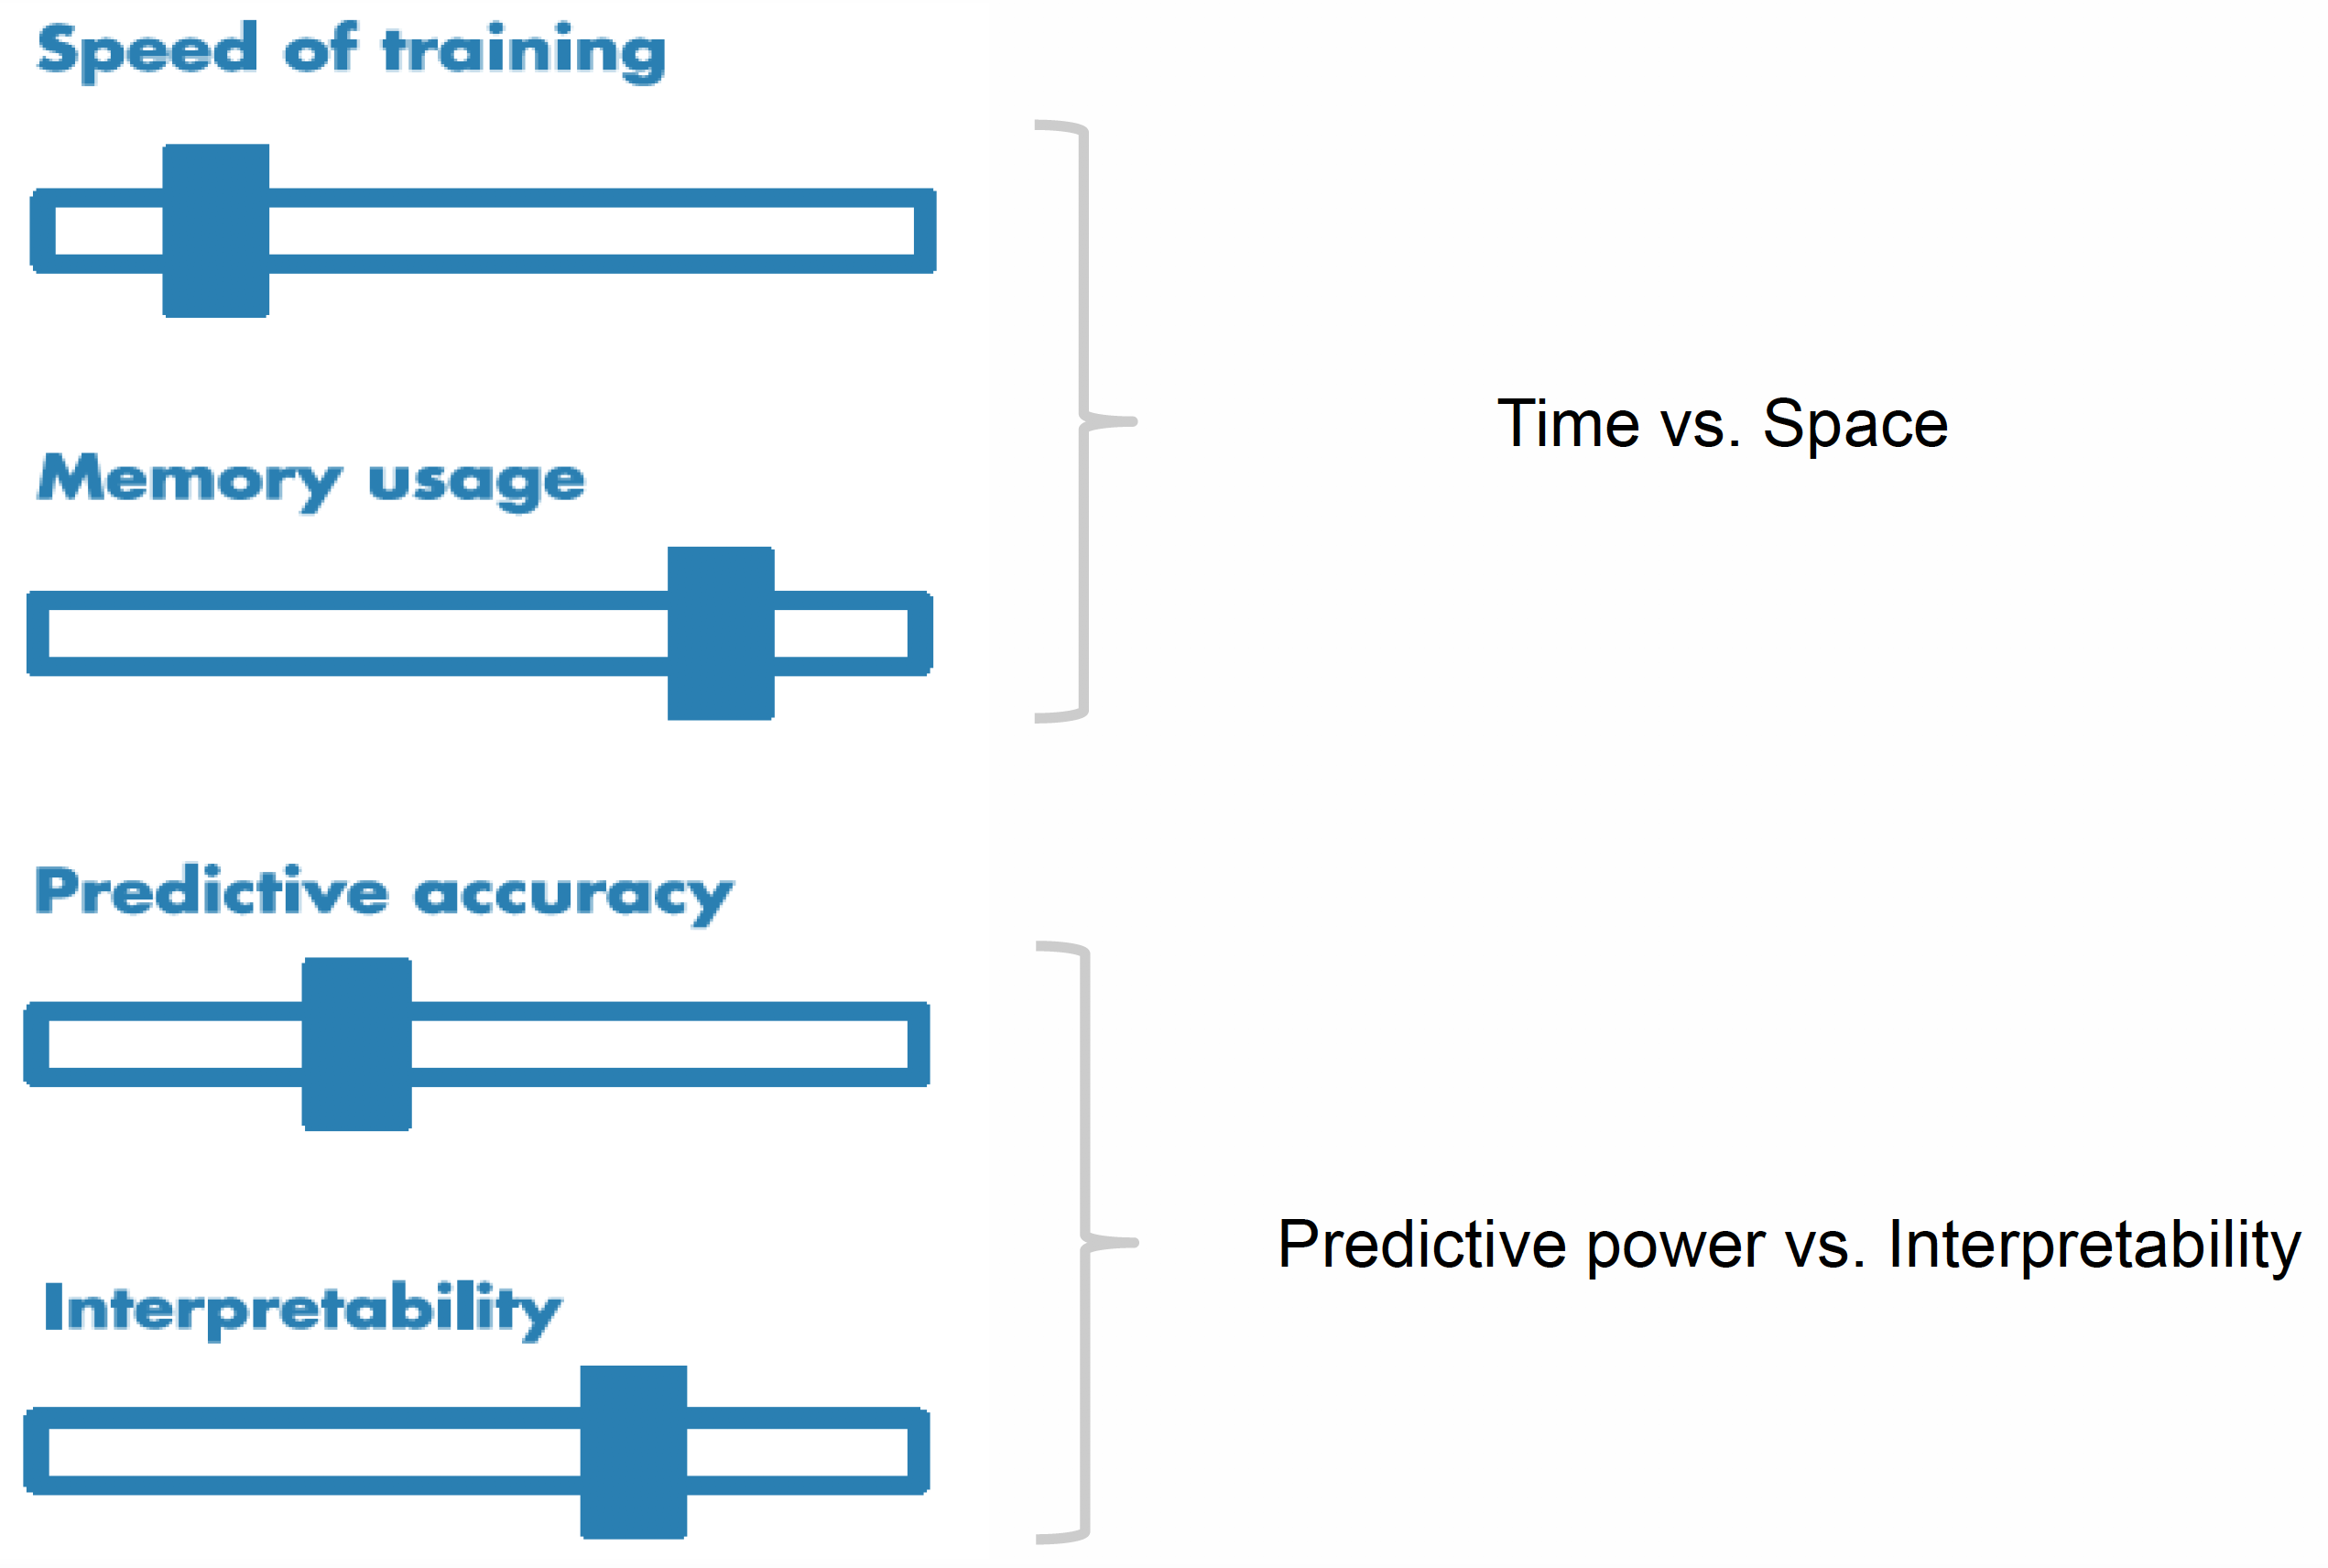 Speed of training
Time vs. Space
Memory usage
Predictive accuracy
Predictive power vs. Interpretability
Interpretability